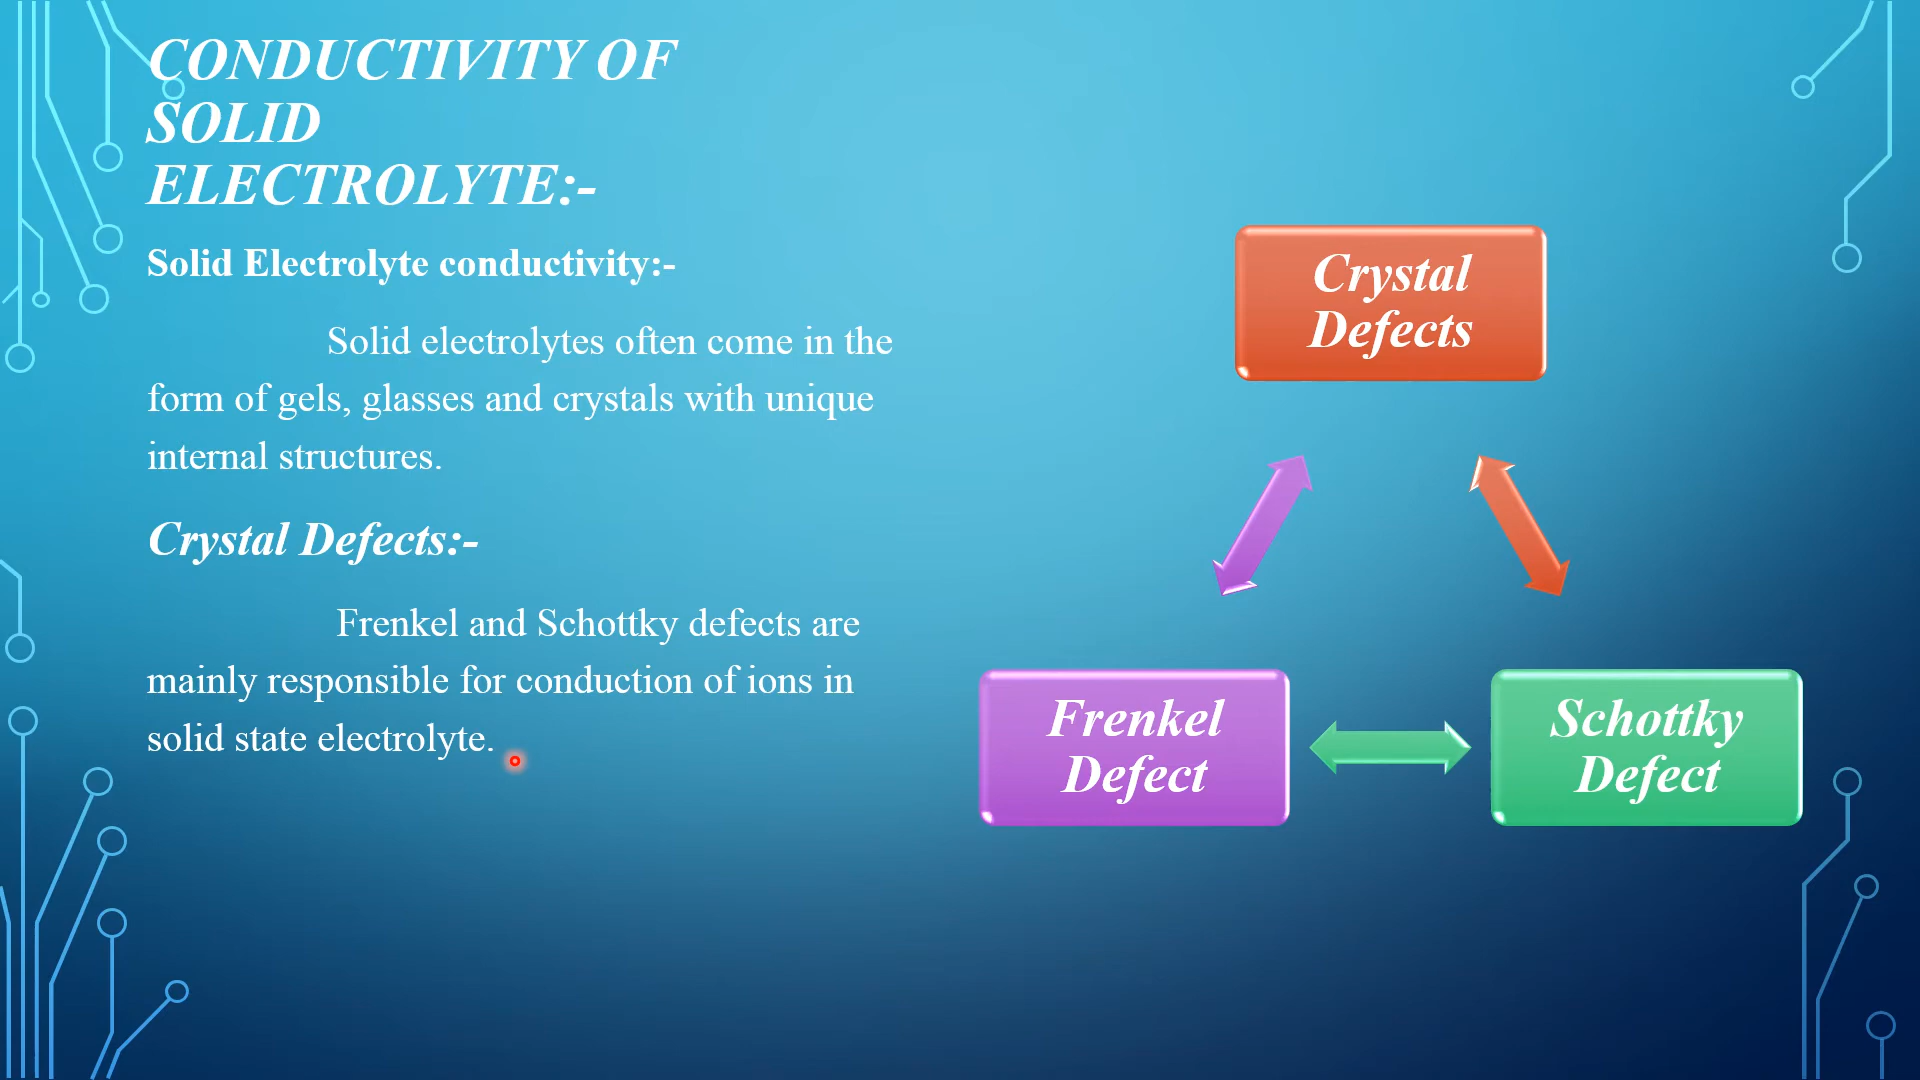 CONDUCTIVITY OF
SOLID
ELECTROLYTE:-
Solid Electrolyte conductivity:-
Solid electrolytes often come in the
form of gels, glasses and crystals with unique
internal structures.
Crystal Defects:-
Frenkel and Schottky defects are
mainly responsible for conduction of ions in
solid state electrolyte.
Crystal
Defects
Frenkel
Defect
Schottky
Defect